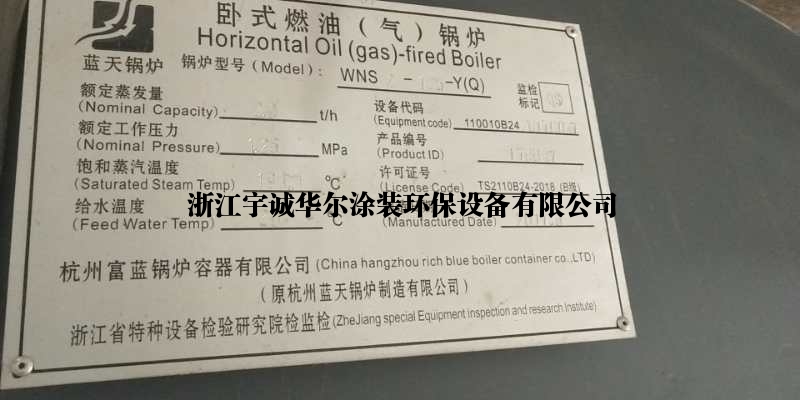 卧式燃油（气）锅炉
Horizontal Oil (gas)-fired Boiler
蓝天锅炉
锅炉型号（Model）: WNS - -Y(Q)
监检标记
额定蒸发量
(Nominal Capacity) t/h
设备代码
(Equipment code) 110010B24
额定工作压力
(Nominal Pressure) 1.25 MPa
产品编号
(Product ID)
饱和蒸汽温度
(Saturated Steam Temp) ℃
许可证号
(License Code) TS2110B24-2018 (B级)
浙江宇诚华尔涂装环保设备有限公司
给水温度
(Feed Water Temp) ℃
(Manufactured Date)
杭州富蓝锅炉容器有限公司 (China hangzhou rich blue boiler container co.,LTD)
（原杭州蓝天锅炉制造有限公司）
浙江省特种设备检验研究院检监检 (ZheJiang special Equipment inspection and research Institute)